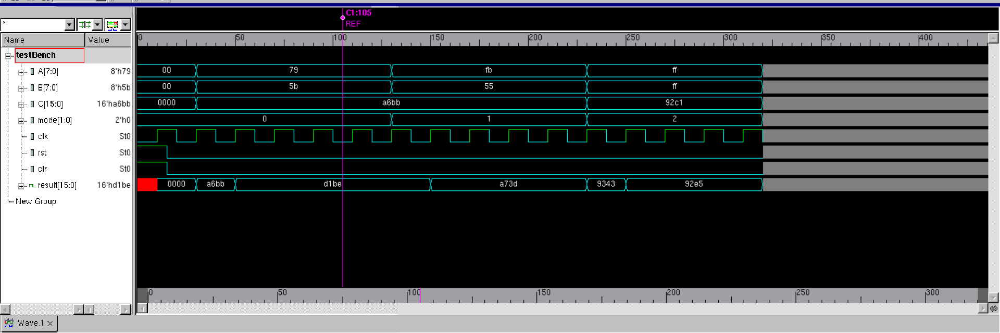 C1:105
REF
*
Name Value
0 50 100 150 200 250 300 350 400
testBench
A[7:0] 8'h79 00 79 fb ff
B[7:0] 8'h5b 00 5b 55 ff
C[15:0] 16'ha6bb 0000 a6bb 92c1
mode[1:0] 2'h0 0 1 2
clk St0
rst St0
clr St0
result[15:0] 16'hd1be 0000 a6bb d1be a73d 9343 92e5
New Group
0 50 100 150 200 250 300
Wave.1